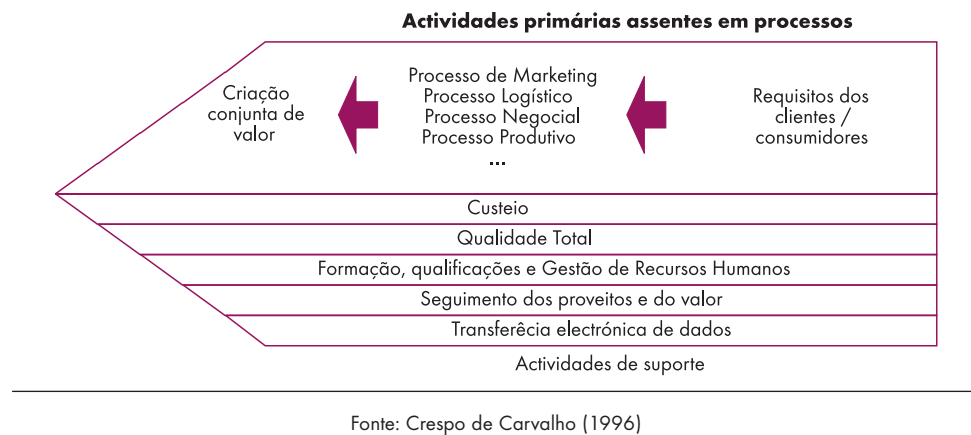 Actividades primárias assentes em processos
Criação
conjunta de
valor
Processo de Marketing
Processo Logístico
Processo Negocial
Processo Produtivo
...
Requisitos dos
clientes /
consumidores
Custeio
Qualidade Total
Formação, qualificações e Gestão de Recursos Humanos
Seguimento dos proveitos e do valor
Transferêcia electrónica de dados
Actividades de suporte
Fonte: Crespo de Carvalho (1996)